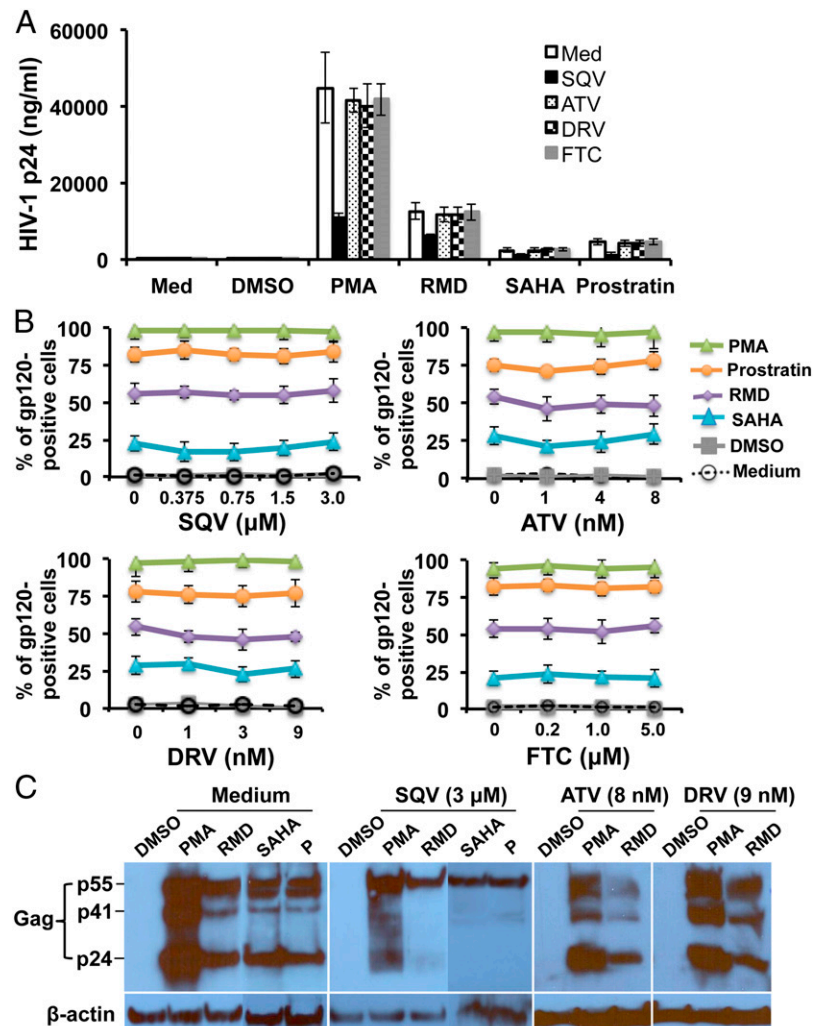 A
HIV-1 p24 (ng/ml)
60000
40000
20000
0
Med
SQV
ATV
DRV
FTC
Med DMSO PMA RMD SAHA Prostratin
B
% of gp120-
positive cells
100
75
50
25
0
0 0.375 0.75 1.5 3.0
SQV (µM)
% of gp120-
positive cells
100
75
50
25
0
0 1 4 8
ATV (nM)
PMA
Prostratin
RMD
SAHA
DMSO
Medium
% of gp120-
positive cells
100
75
50
25
0
0 1 3 9
DRV (nM)
% of gp120-
positive cells
100
75
50
25
0
0 0.2 1.0 5.0
FTC (µM)
C
Medium SQV (3 µM) ATV (8 nM) DRV (9 nM)
DMSO PMA RMD SAHA P DMSO PMA RMD SAHA P DMSO PMA RMD DMSO PMA RMD
p55
Gag
p41
p24
β-actin